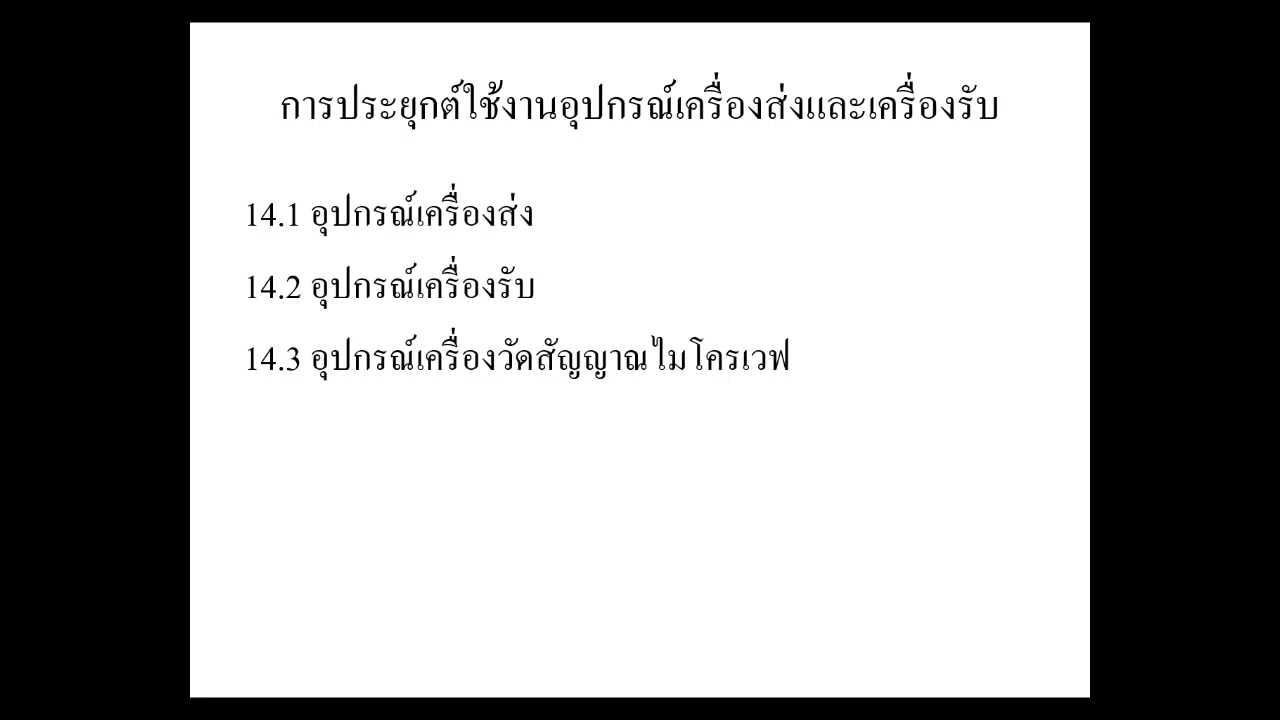 การประยุกต์ใช้งานอุปกรณ์เครื่องส่งและเครื่องรับ
14.1 อุปกรณ์เครื่องส่ง
14.2 อุปกรณ์เครื่องรับ
14.3 อุปกรณ์เครื่องวัดสัญญาณไมโครเวฟ